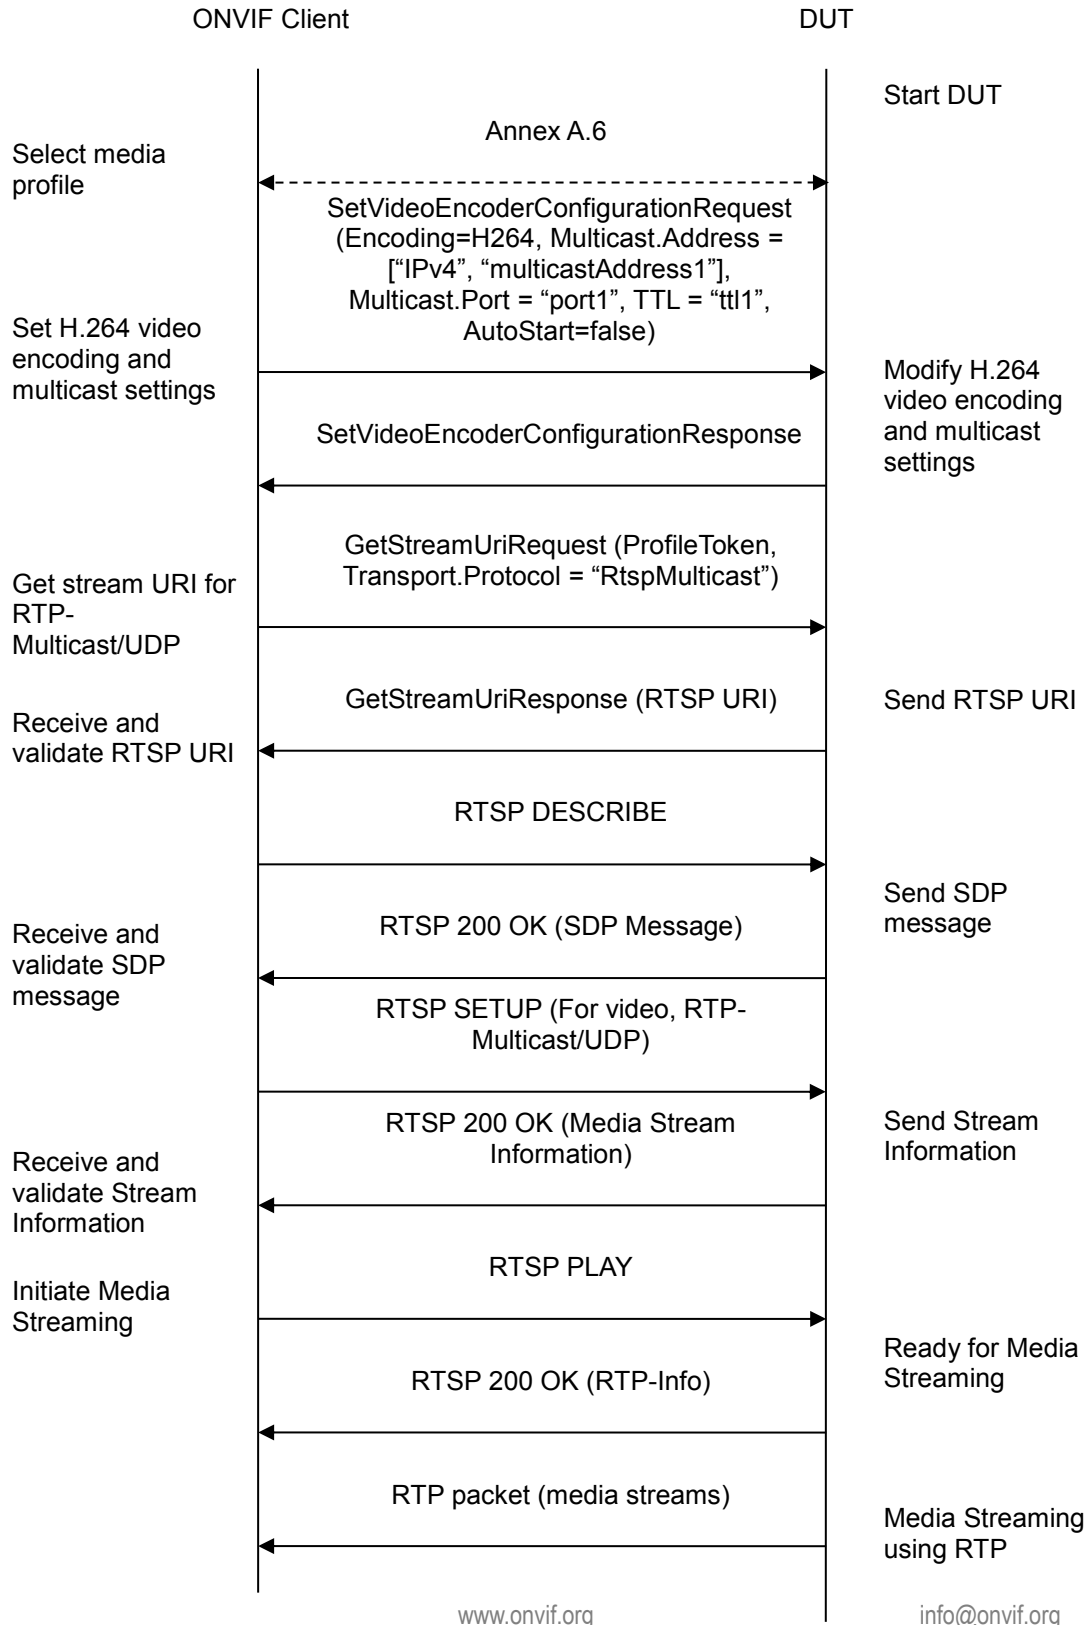 ONVIF Client
DUT
Start DUT
Annex A.6
Select media
profile
SetVideoEncoderConfigurationRequest
(Encoding=H264, Multicast.Address =
[“IPv4”, “multicastAddress1”],
Multicast.Port = “port1”, TTL = “ttl1”,
AutoStart=false)
Set H.264 video
encoding and
multicast settings
Modify H.264
video encoding
and multicast
settings
SetVideoEncoderConfigurationResponse
GetStreamUriRequest (ProfileToken,
Transport.Protocol = “RtspMulticast”)
Get stream URI for
RTP-
Multicast/UDP
GetStreamUriResponse (RTSP URI)
Send RTSP URI
Receive and
validate RTSP URI
RTSP DESCRIBE
Send SDP
message
RTSP 200 OK (SDP Message)
Receive and
validate SDP
message
RTSP SETUP (For video, RTP-
Multicast/UDP)
RTSP 200 OK (Media Stream
Information)
Send Stream
Information
Receive and
validate Stream
Information
RTSP PLAY
Initiate Media
Streaming
Ready for Media
Streaming
RTSP 200 OK (RTP-Info)
RTP packet (media streams)
Media Streaming
using RTP
www.onvif.org
info@onvif.org